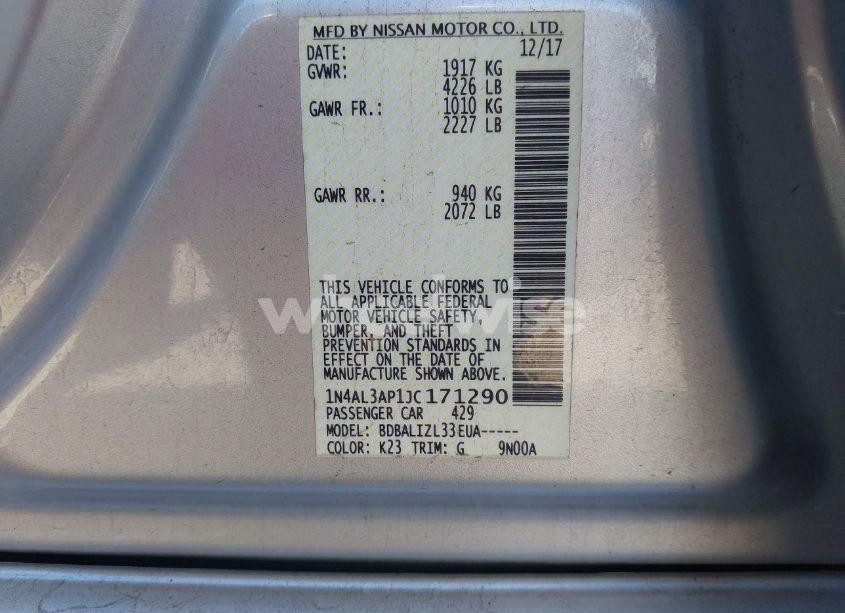 MFD BY NISSAN MOTOR CO., LTD.
DATE: 12/17
GVWR: 1917 KG
4226 LB
GAWR FR.: 1010 KG
2227 LB
GAWR RR.: 940 KG
2072 LB
THIS VEHICLE CONFORMS TO
ALL APPLICABLE FEDERAL
MOTOR VEHICLE SAFETY,
BUMPER, AND THEFT
PREVENTION STANDARDS IN
EFFECT ON THE DATE OF
MANUFACTURE SHOWN ABOVE.
1N4AL3AP1JC171290
PASSENGER CAR 429
MODEL: BDBALIZL33EUA-----
COLOR: K23 TRIM: G 9N00A